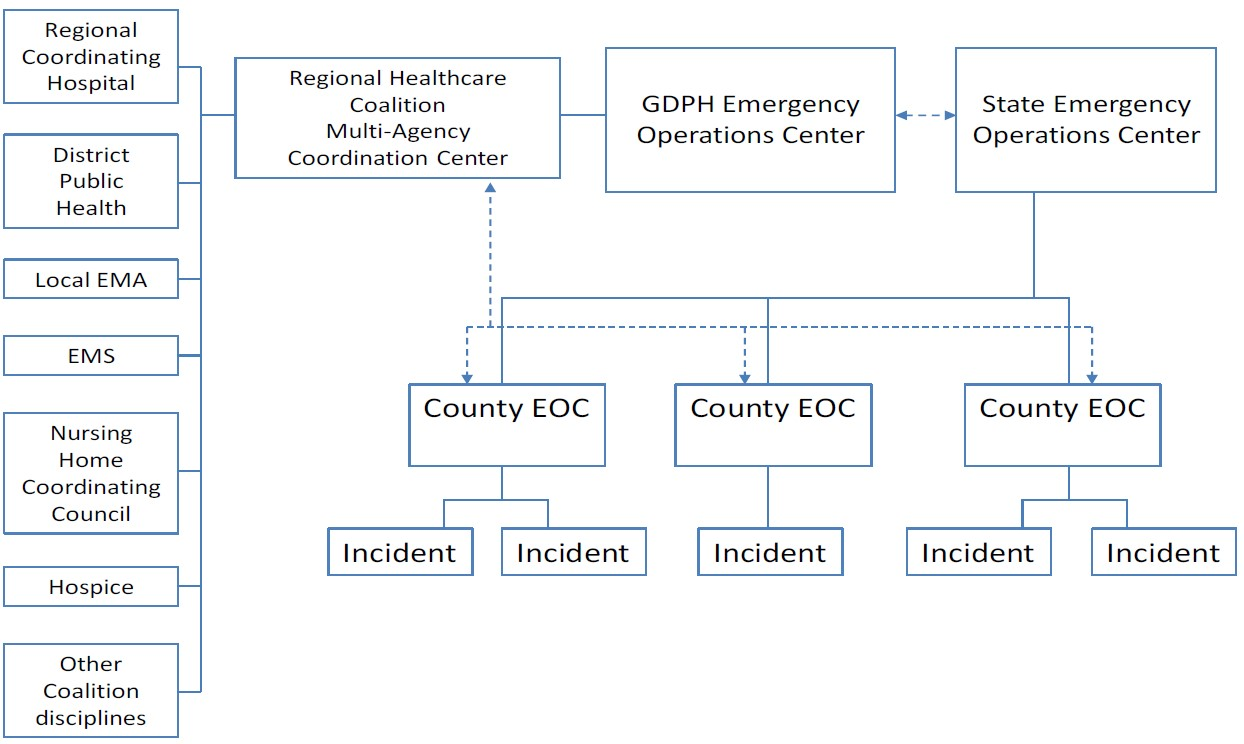 Regional
Coordinating
Hospital
District
Public
Health
Local EMA
EMS
Nursing
Home
Coordinating
Council
Hospice
Other
Coalition
disciplines
Regional Healthcare
Coalition
Multi-Agency
Coordination Center
GDPH Emergency
Operations Center
State Emergency
Operations Center
County EOC
County EOC
County EOC
Incident
Incident
Incident
Incident
Incident